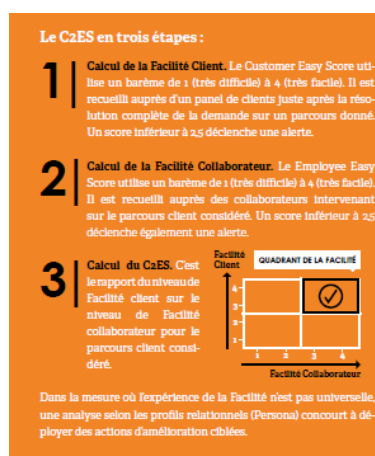 Le C2ES en trois étapes :
1
Calcul de la Facilité Client. Le Customer Easy Score uti-
lise un barème de 1 (très difficile) à 4 (très facile). Il est
recueilli auprès d'un panel de clients juste après la réso-
lution complète de la demande sur un parcours donné.
Un score inférieur à 2,5 déclenche une alerte.
2
Calcul de la Facilité Collaborateur. Le Employee Easy
Score utilise un barème de 1 (très difficile) à 4 (très facile).
Il est recueilli auprès des collaborateurs intervenant
sur le parcours client considéré. Un score inférieur à 2,5
déclenche également une alerte.
3
Calcul du C2ES. C'est
le rapport du niveau de
Facilité client sur le
niveau de Facilité
collaborateur pour le
parcours client consi-
déré.
Facilité
Client
QUADRANT DE LA FACILITÉ
4
3
2
1
1 2 3 4
Facilité Collaborateur
Dans la mesure où l'expérience de la Facilité n'est pas universelle,
une analyse selon les profils relationnels (Persona) concourt à dé-
ployer des actions d'amélioration ciblées.